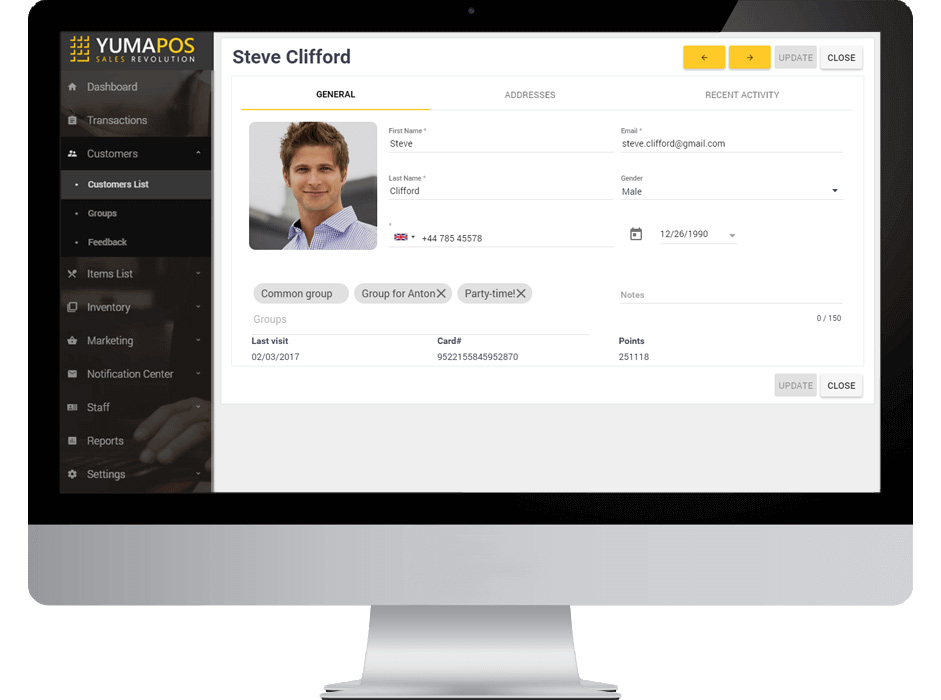 YUMAPOS
SALES REVOLUTION
Dashboard
Transactions
Customers
Customers List
Groups
Feedback
Items List
Inventory
Marketing
Notification Center
Staff
Reports
Settings
Steve Clifford
← → UPDATE CLOSE
GENERAL ADDRESSES RECENT ACTIVITY
First Name * Email *
Steve steve.clifford@gmail.com
Last Name * Gender
Clifford Male
*
+44 785 45578 12/26/1990
Common group Group for Anton X Party-time! X Notes
Groups 0 / 150
Last visit Card# Points
02/03/2017 9522155845952870 251118
UPDATE CLOSE